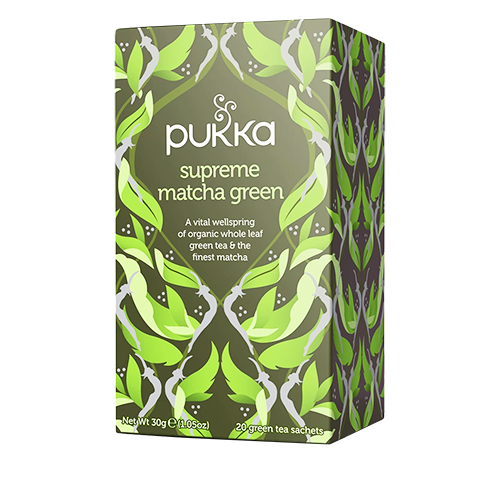 pukka
supreme
matcha green
A vital wellspring
of organic whole leaf
green tea & the
finest matcha
Net Wt 30g ℮ (1.05oz)
20 green tea sachets